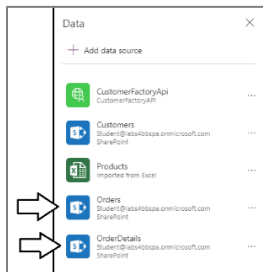 Data
Add data source
CustomerFactoryApi
CustomerFactoryAPI
Customers
Student@labs4bbspa.onmicrosoft.com
SharePoint
Products
Imported from Excel
Orders
Student@labs4bbspa.onmicrosoft.com
SharePoint
OrderDetails
Student@labs4bbspa.onmicrosoft.com
SharePoint